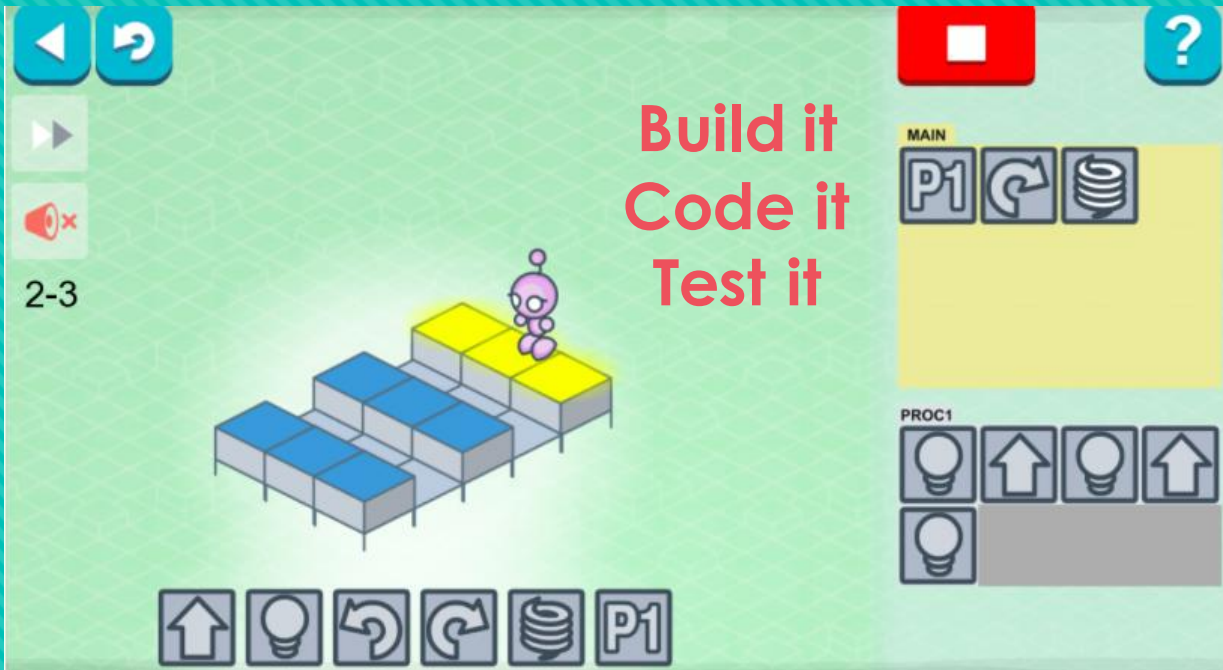 ?
Build it
Code it
Test it
MAIN
P1
2-3
PROC1
P1